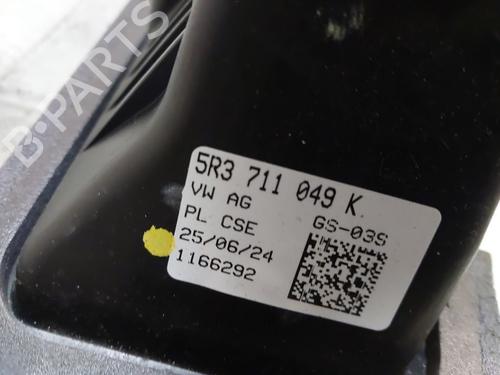 B-PARTS
5R3 711 049 K
VW AG
PL CSE GS-03S
25/06/24
1166292